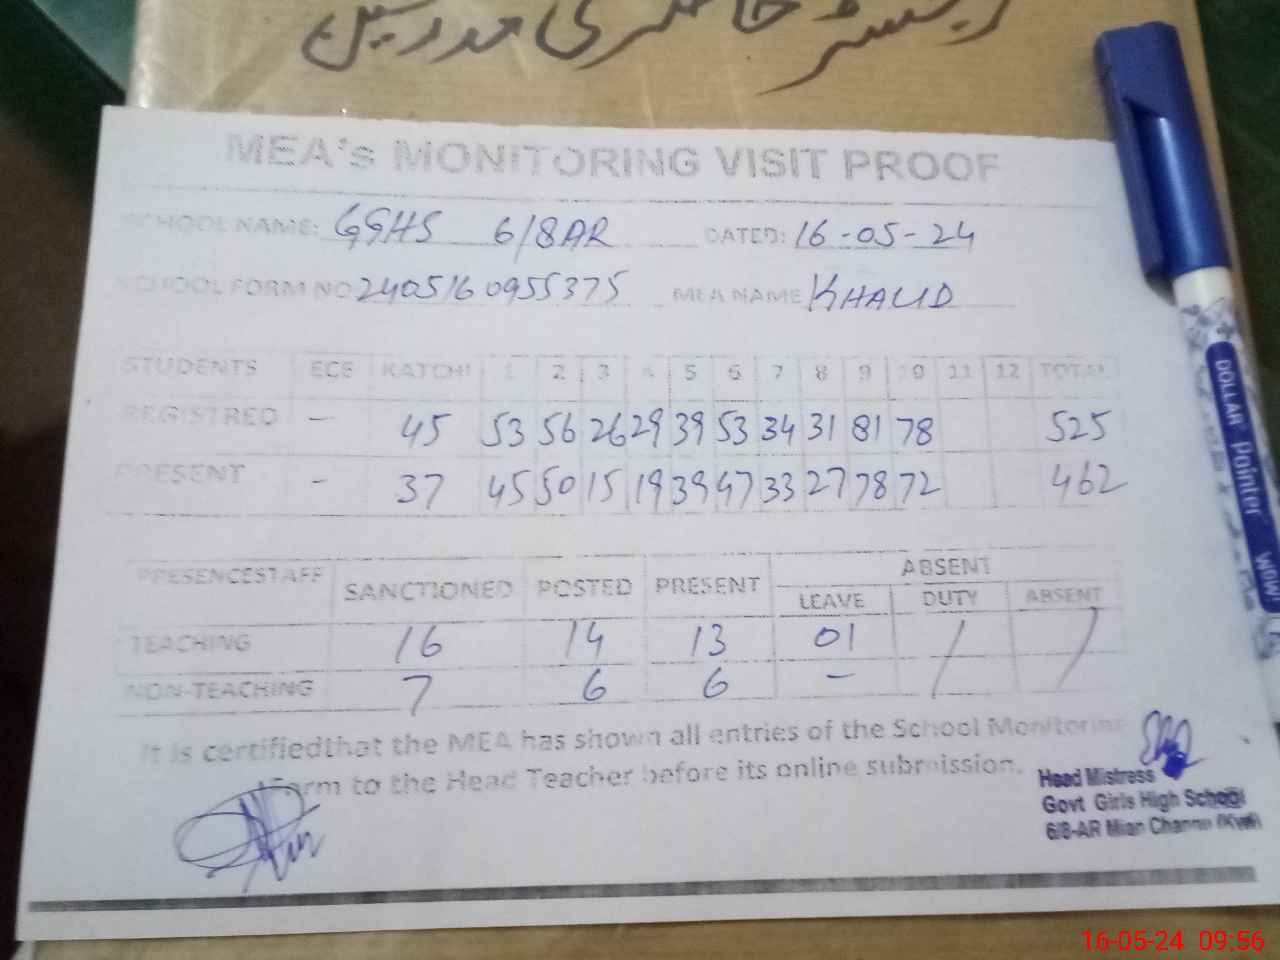 رجسٹر حاضری مدرسین
MEA's MONITORING VISIT PROOF
SCHOOL NAME: GGHS 6/8AR DATED: 16-05-24
SCHOOL FORM NO 2405160955375 MEA NAME KHALID
STUDENTS ECE KATCHI 1 2 3 4 5 6 7 8 9 10 11 12 TOTAL
REGISTRED - 45 53 56 26 29 39 53 34 31 81 78 525
PRESENT - 37 45 50 15 19 39 47 33 27 78 72 462
PRESENCESTAFF SANCTIONED POSTED PRESENT ABSENT
LEAVE DUTY ABSENT
TEACHING 16 14 13 01 / /
NON-TEACHING 7 6 6 -
It is certifiedthat the MEA has shown all entries of the School Monitoring
Form to the Head Teacher before its online submission.
Head Mistress
Govt Girls High School
6/8-AR Mian Channu (Kwl)
DOLLAR Pointer WOW!
16-05-24 09:56